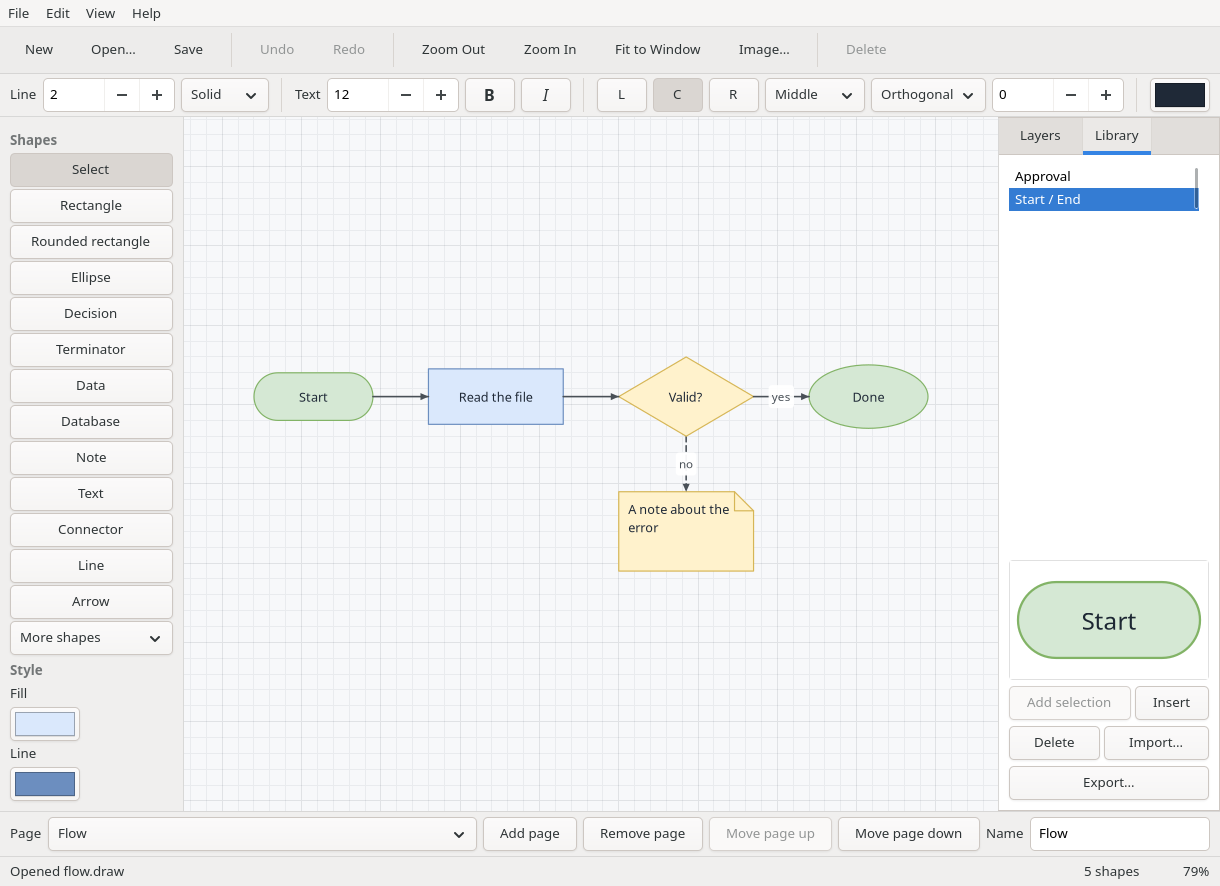 File Edit View Help
New Open... Save Undo Redo Zoom Out Zoom In Fit to Window Image... Delete
Line 2 Solid Text 12 B I L C R Middle Orthogonal 0
Shapes
Select
Rectangle
Rounded rectangle
Ellipse
Decision
Terminator
Data
Database
Note
Text
Connector
Line
Arrow
More shapes
Style
Fill
Line
Start
Read the file
Valid?
yes
Done
no
A note about the
error
Layers Library
Approval
Start / End
Start
Add selection Insert
Delete Import...
Export...
Page Flow Add page Remove page Move page up Move page down Name Flow
Opened flow.draw 5 shapes 79%